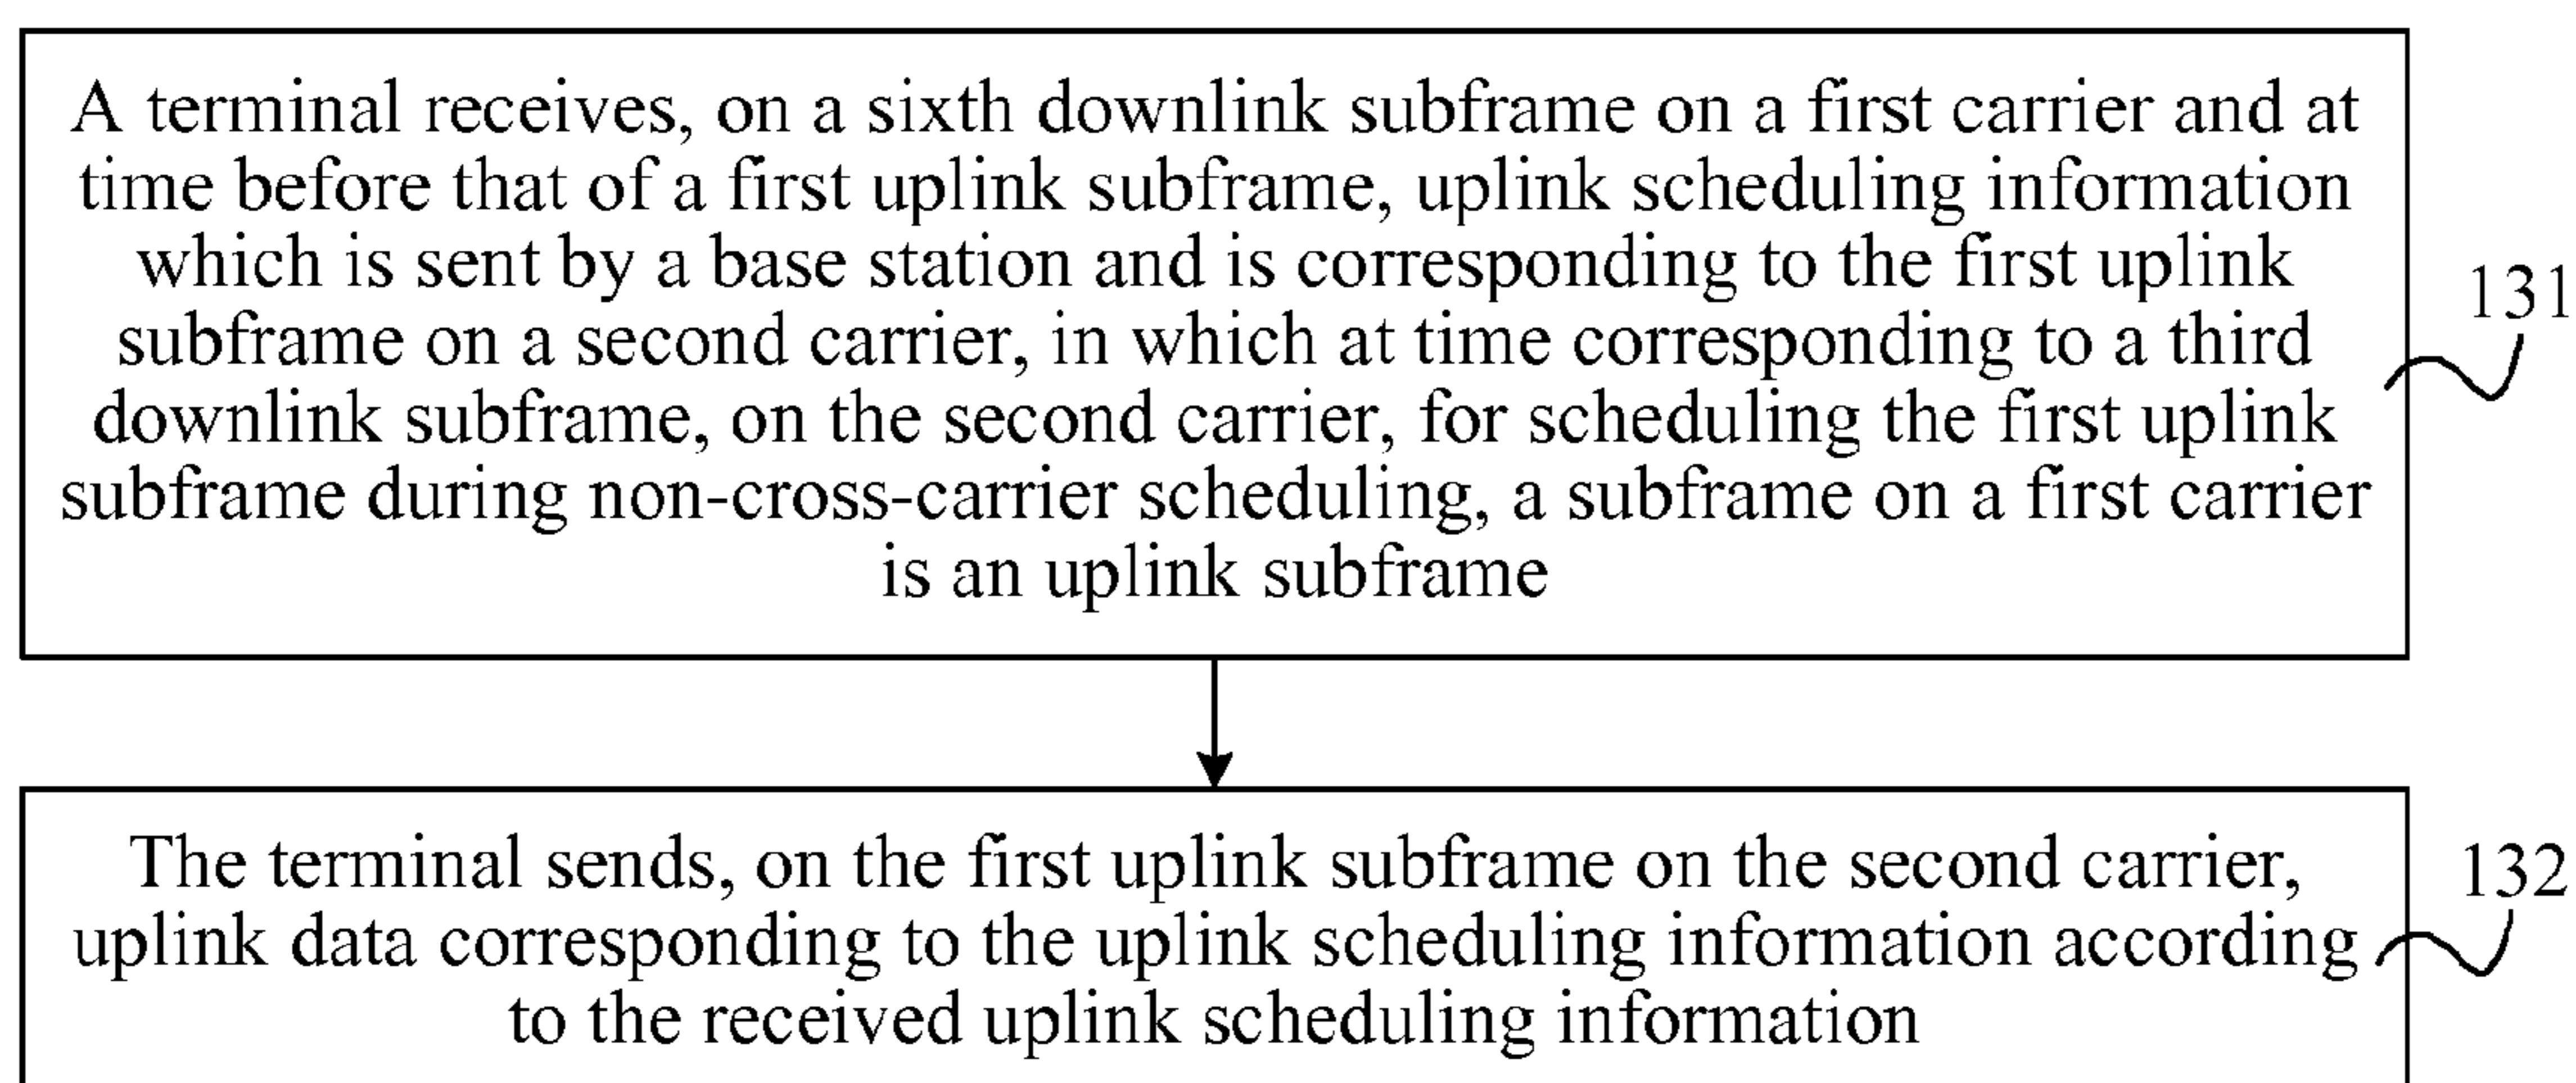 A terminal receives, on a sixth downlink subframe on a first carrier and at
time before that of a first uplink subframe, uplink scheduling information
which is sent by a base station and is corresponding to the first uplink
subframe on a second carrier, in which at time corresponding to a third
downlink subframe, on the second carrier, for scheduling the first uplink
subframe during non-cross-carrier scheduling, a subframe on a first carrier
is an uplink subframe
131
The terminal sends, on the first uplink subframe on the second carrier,
uplink data corresponding to the uplink scheduling information according
to the received uplink scheduling information
132